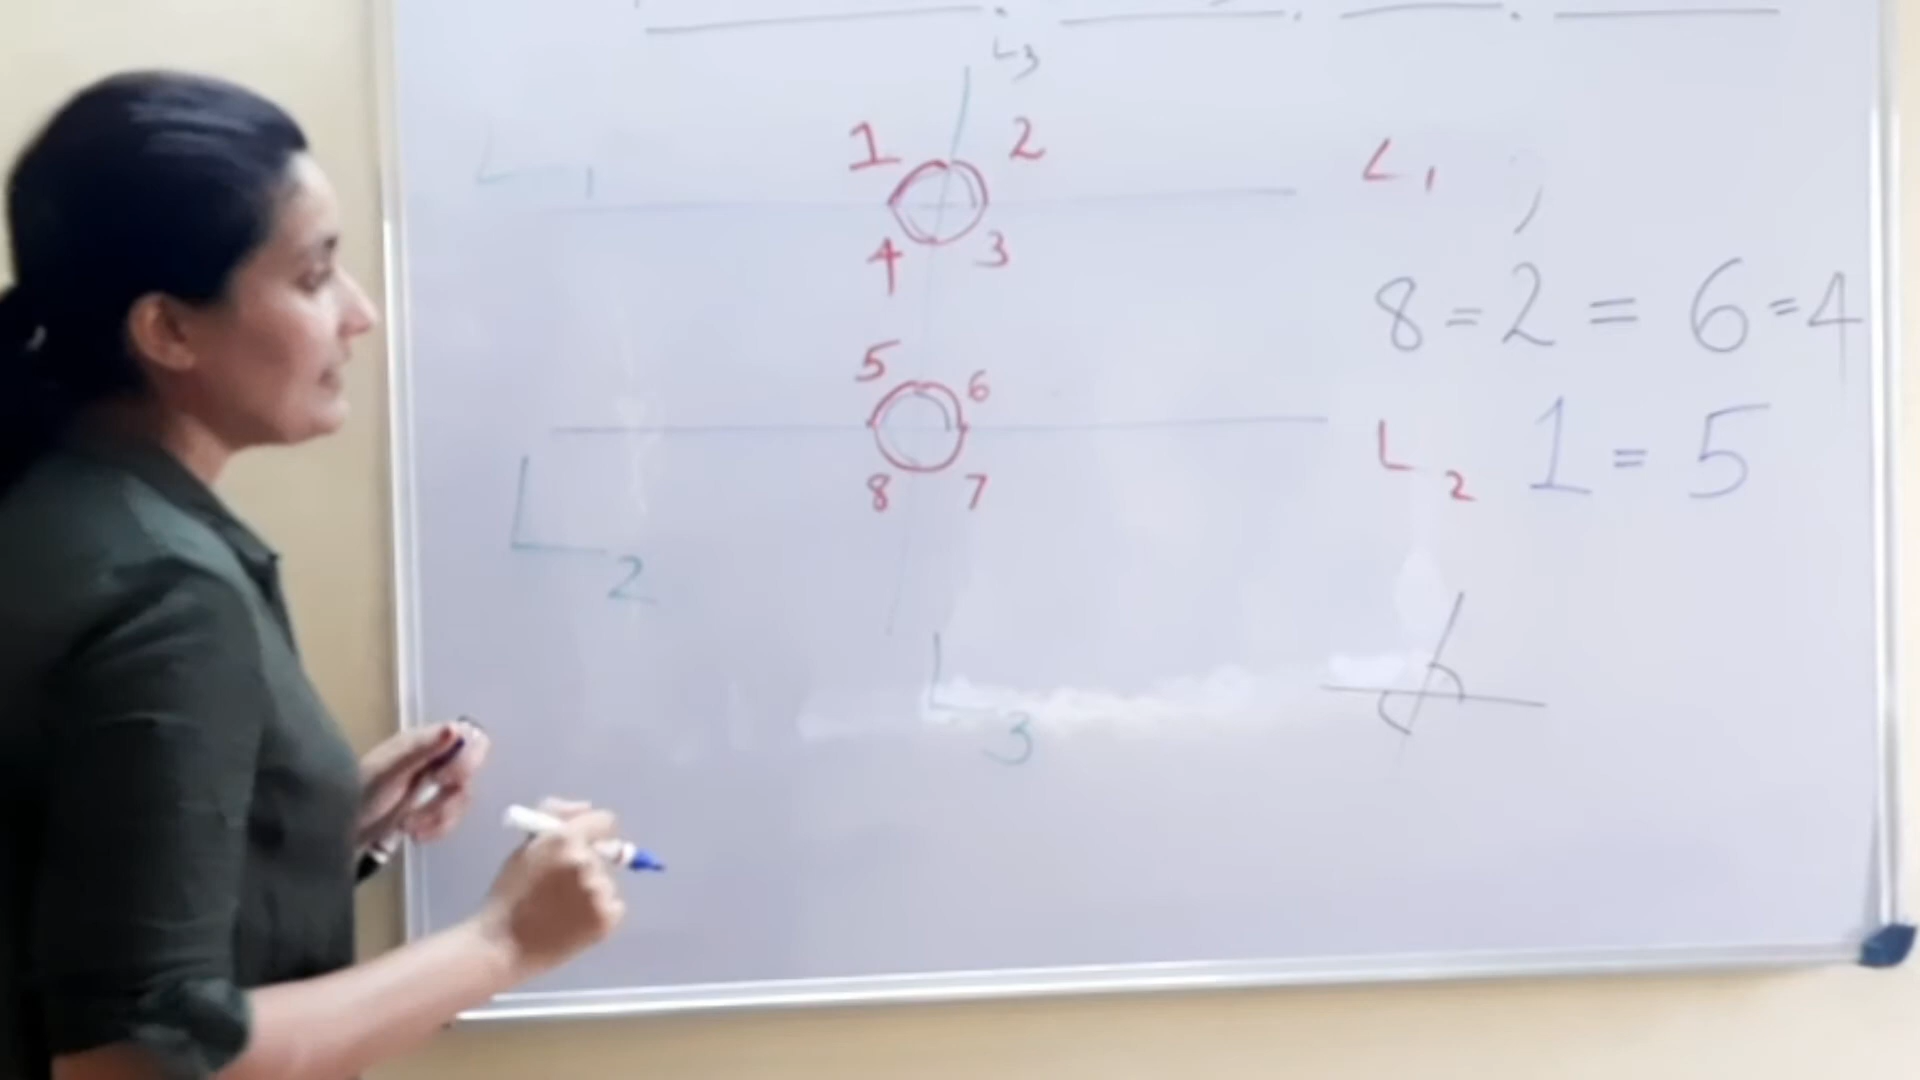 L3
1 2
L1
L1
4 3
8 = 2 = 6 = 4
5 6
L2 1 = 5
8 7
L2
L3